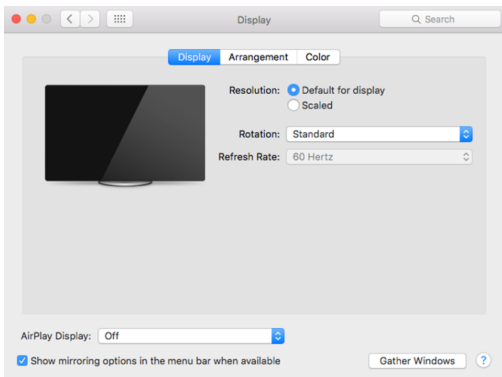 Display
Search
Display Arrangement Color
Resolution: Default for display
Scaled
Rotation: Standard
Refresh Rate: 60 Hertz
AirPlay Display: Off
Show mirroring options in the menu bar when available
Gather Windows ?